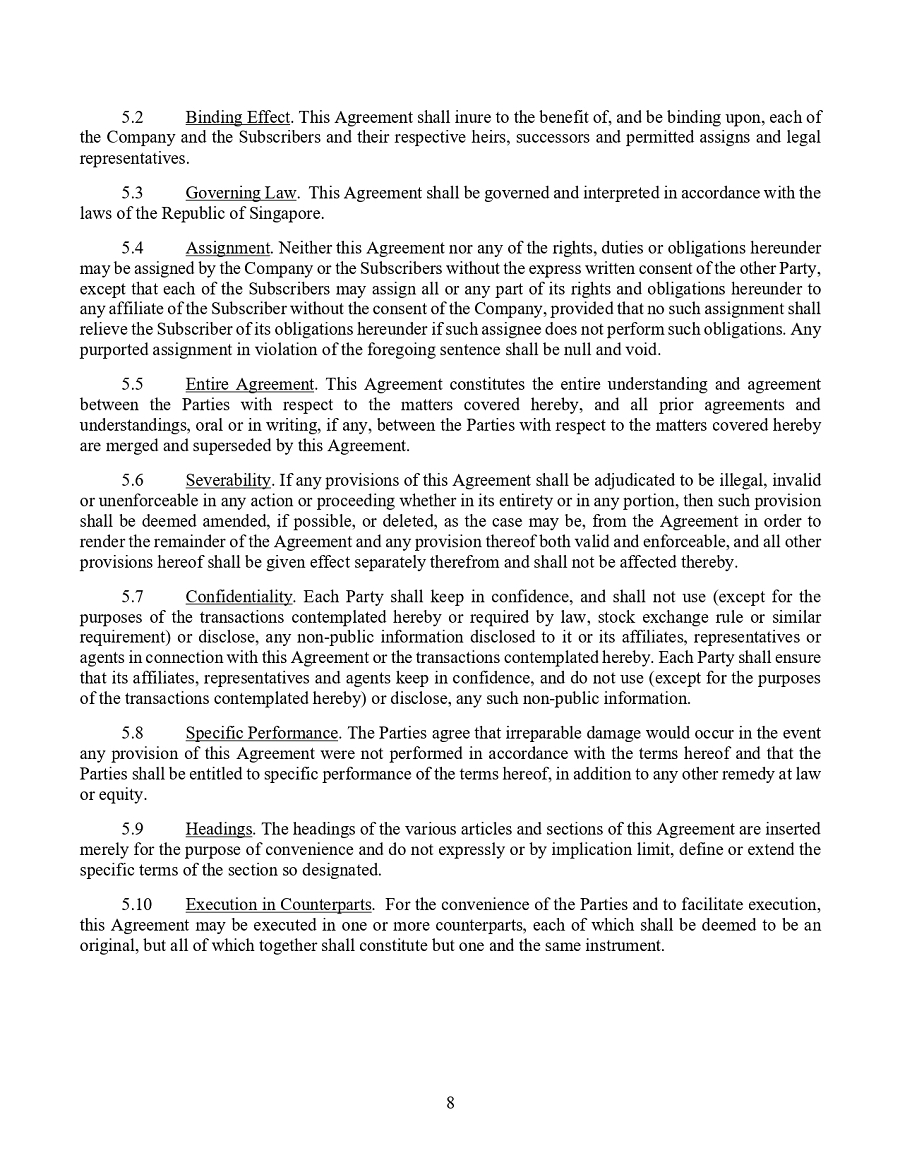 5.2 Binding Effect. This Agreement shall inure to the benefit of, and be binding upon, each of
the Company and the Subscribers and their respective heirs, successors and permitted assigns and legal
representatives.
5.3 Governing Law. This Agreement shall be governed and interpreted in accordance with the
laws of the Republic of Singapore.
5.4 Assignment. Neither this Agreement nor any of the rights, duties or obligations hereunder
may be assigned by the Company or the Subscribers without the express written consent of the other Party,
except that each of the Subscribers may assign all or any part of its rights and obligations hereunder to
any affiliate of the Subscriber without the consent of the Company, provided that no such assignment shall
relieve the Subscriber of its obligations hereunder if such assignee does not perform such obligations. Any
purported assignment in violation of the foregoing sentence shall be null and void.
5.5 Entire Agreement. This Agreement constitutes the entire understanding and agreement
between the Parties with respect to the matters covered hereby, and all prior agreements and
understandings, oral or in writing, if any, between the Parties with respect to the matters covered hereby
are merged and superseded by this Agreement.
5.6 Severability. If any provisions of this Agreement shall be adjudicated to be illegal, invalid
or unenforceable in any action or proceeding whether in its entirety or in any portion, then such provision
shall be deemed amended, if possible, or deleted, as the case may be, from the Agreement in order to
render the remainder of the Agreement and any provision thereof both valid and enforceable, and all other
provisions hereof shall be given effect separately therefrom and shall not be affected thereby.
5.7 Confidentiality. Each Party shall keep in confidence, and shall not use (except for the
purposes of the transactions contemplated hereby or required by law, stock exchange rule or similar
requirement) or disclose, any non-public information disclosed to it or its affiliates, representatives or
agents in connection with this Agreement or the transactions contemplated hereby. Each Party shall ensure
that its affiliates, representatives and agents keep in confidence, and do not use (except for the purposes
of the transactions contemplated hereby) or disclose, any such non-public information.
5.8 Specific Performance. The Parties agree that irreparable damage would occur in the event
any provision of this Agreement were not performed in accordance with the terms hereof and that the
Parties shall be entitled to specific performance of the terms hereof, in addition to any other remedy at law
or equity.
5.9 Headings. The headings of the various articles and sections of this Agreement are inserted
merely for the purpose of convenience and do not expressly or by implication limit, define or extend the
specific terms of the section so designated.
5.10 Execution in Counterparts. For the convenience of the Parties and to facilitate execution,
this Agreement may be executed in one or more counterparts, each of which shall be deemed to be an
original, but all of which together shall constitute but one and the same instrument.
8